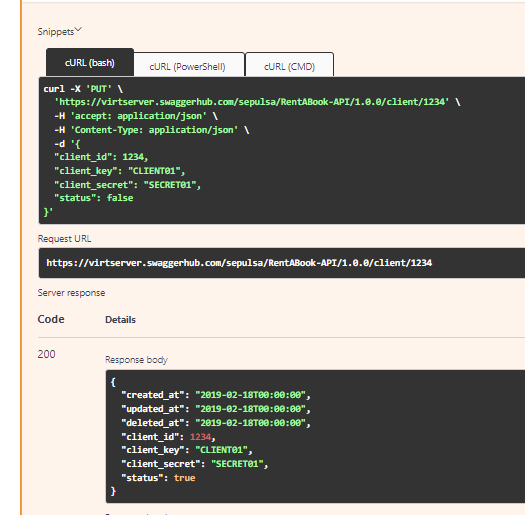 Snippets
cURL (bash) cURL (PowerShell) cURL (CMD)
curl -X 'PUT' \
'https://virtserver.swaggerhub.com/sepulsa/RentABook-API/1.0.0/client/1234' \
-H 'accept: application/json' \
-H 'Content-Type: application/json' \
-d '{
"client_id": 1234,
"client_key": "CLIENT01",
"client_secret": "SECRET01",
"status": false
}'
Request URL
https://virtserver.swaggerhub.com/sepulsa/RentABook-API/1.0.0/client/1234
Server response
Code Details
200
Response body
{
"created_at": "2019-02-18T00:00:00",
"updated_at": "2019-02-18T00:00:00",
"deleted_at": "2019-02-18T00:00:00",
"client_id": 1234,
"client_key": "CLIENT01",
"client_secret": "SECRET01",
"status": true
}